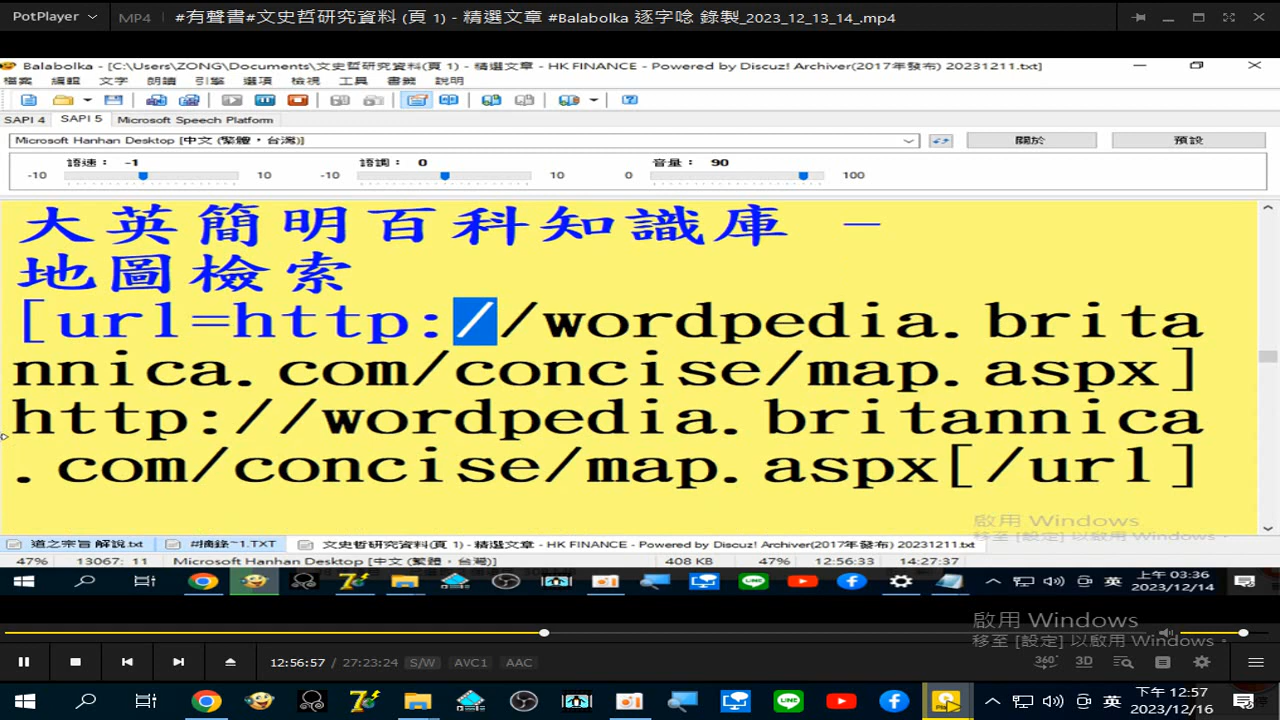 PotPlayer MP4 #有聲書#文史哲研究資料 (頁 1) - 精選文章 #Balabolka 逐字唸 錄製_2023_12_13_14_.mp4
Balabolka - [C:\Users\ZONG\Documents\文史哲研究資料(頁 1) - 精選文章 - HK FINANCE - Powered by Discuz! Archiver(2017年發布) 20231211.txt]
檔案 編輯 文字 朗讀 引擎 選項 檢視 工具 書籤 說明
SAPI 4 SAPI 5 Microsoft Speech Platform
Microsoft Hanhan Desktop [中文 (繁體，台灣)] 關於 預設
語速： -1 語調： 0 音量： 90
-10 10 -10 10 0 100
大英簡明百科知識庫 –
地圖檢索
[url=http://wordpedia.brita
nnica.com/concise/map.aspx]
http://wordpedia.britannica
.com/concise/map.aspx[/url]
啟用 Windows
移至 [設定] 以啟用 Windows。
道之宗旨 解說.txt #摘錄~1.TXT 文史哲研究資料(頁 1) - 精選文章 - HK FINANCE - Powered by Discuz! Archiver(2017年發布) 20231211.txt
47% 13067: 11 Microsoft Hanhan Desktop [中文 (繁體，台灣)] 408 KB 47% 12:56:33 14:27:37
英 上午 03:36
2023/12/14
啟用 Windows
移至 [設定] 以啟用 Windows。
12:56:57 / 27:23:24 S/W AVC1 AAC 360° 3D
英 下午 12:57
2023/12/16